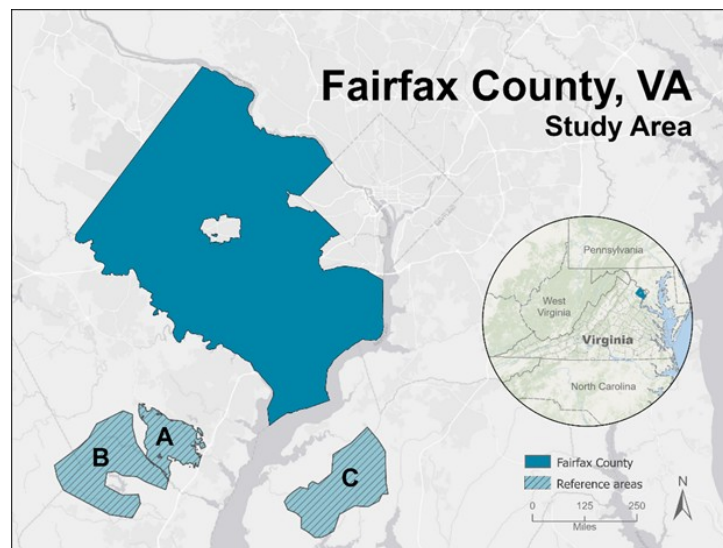 Fairfax County, VA
Study Area
Pennsylvania
West
Virginia
Virginia
North Carolina
A
B
C
Fairfax County
Reference areas
N
0 125 250
Miles